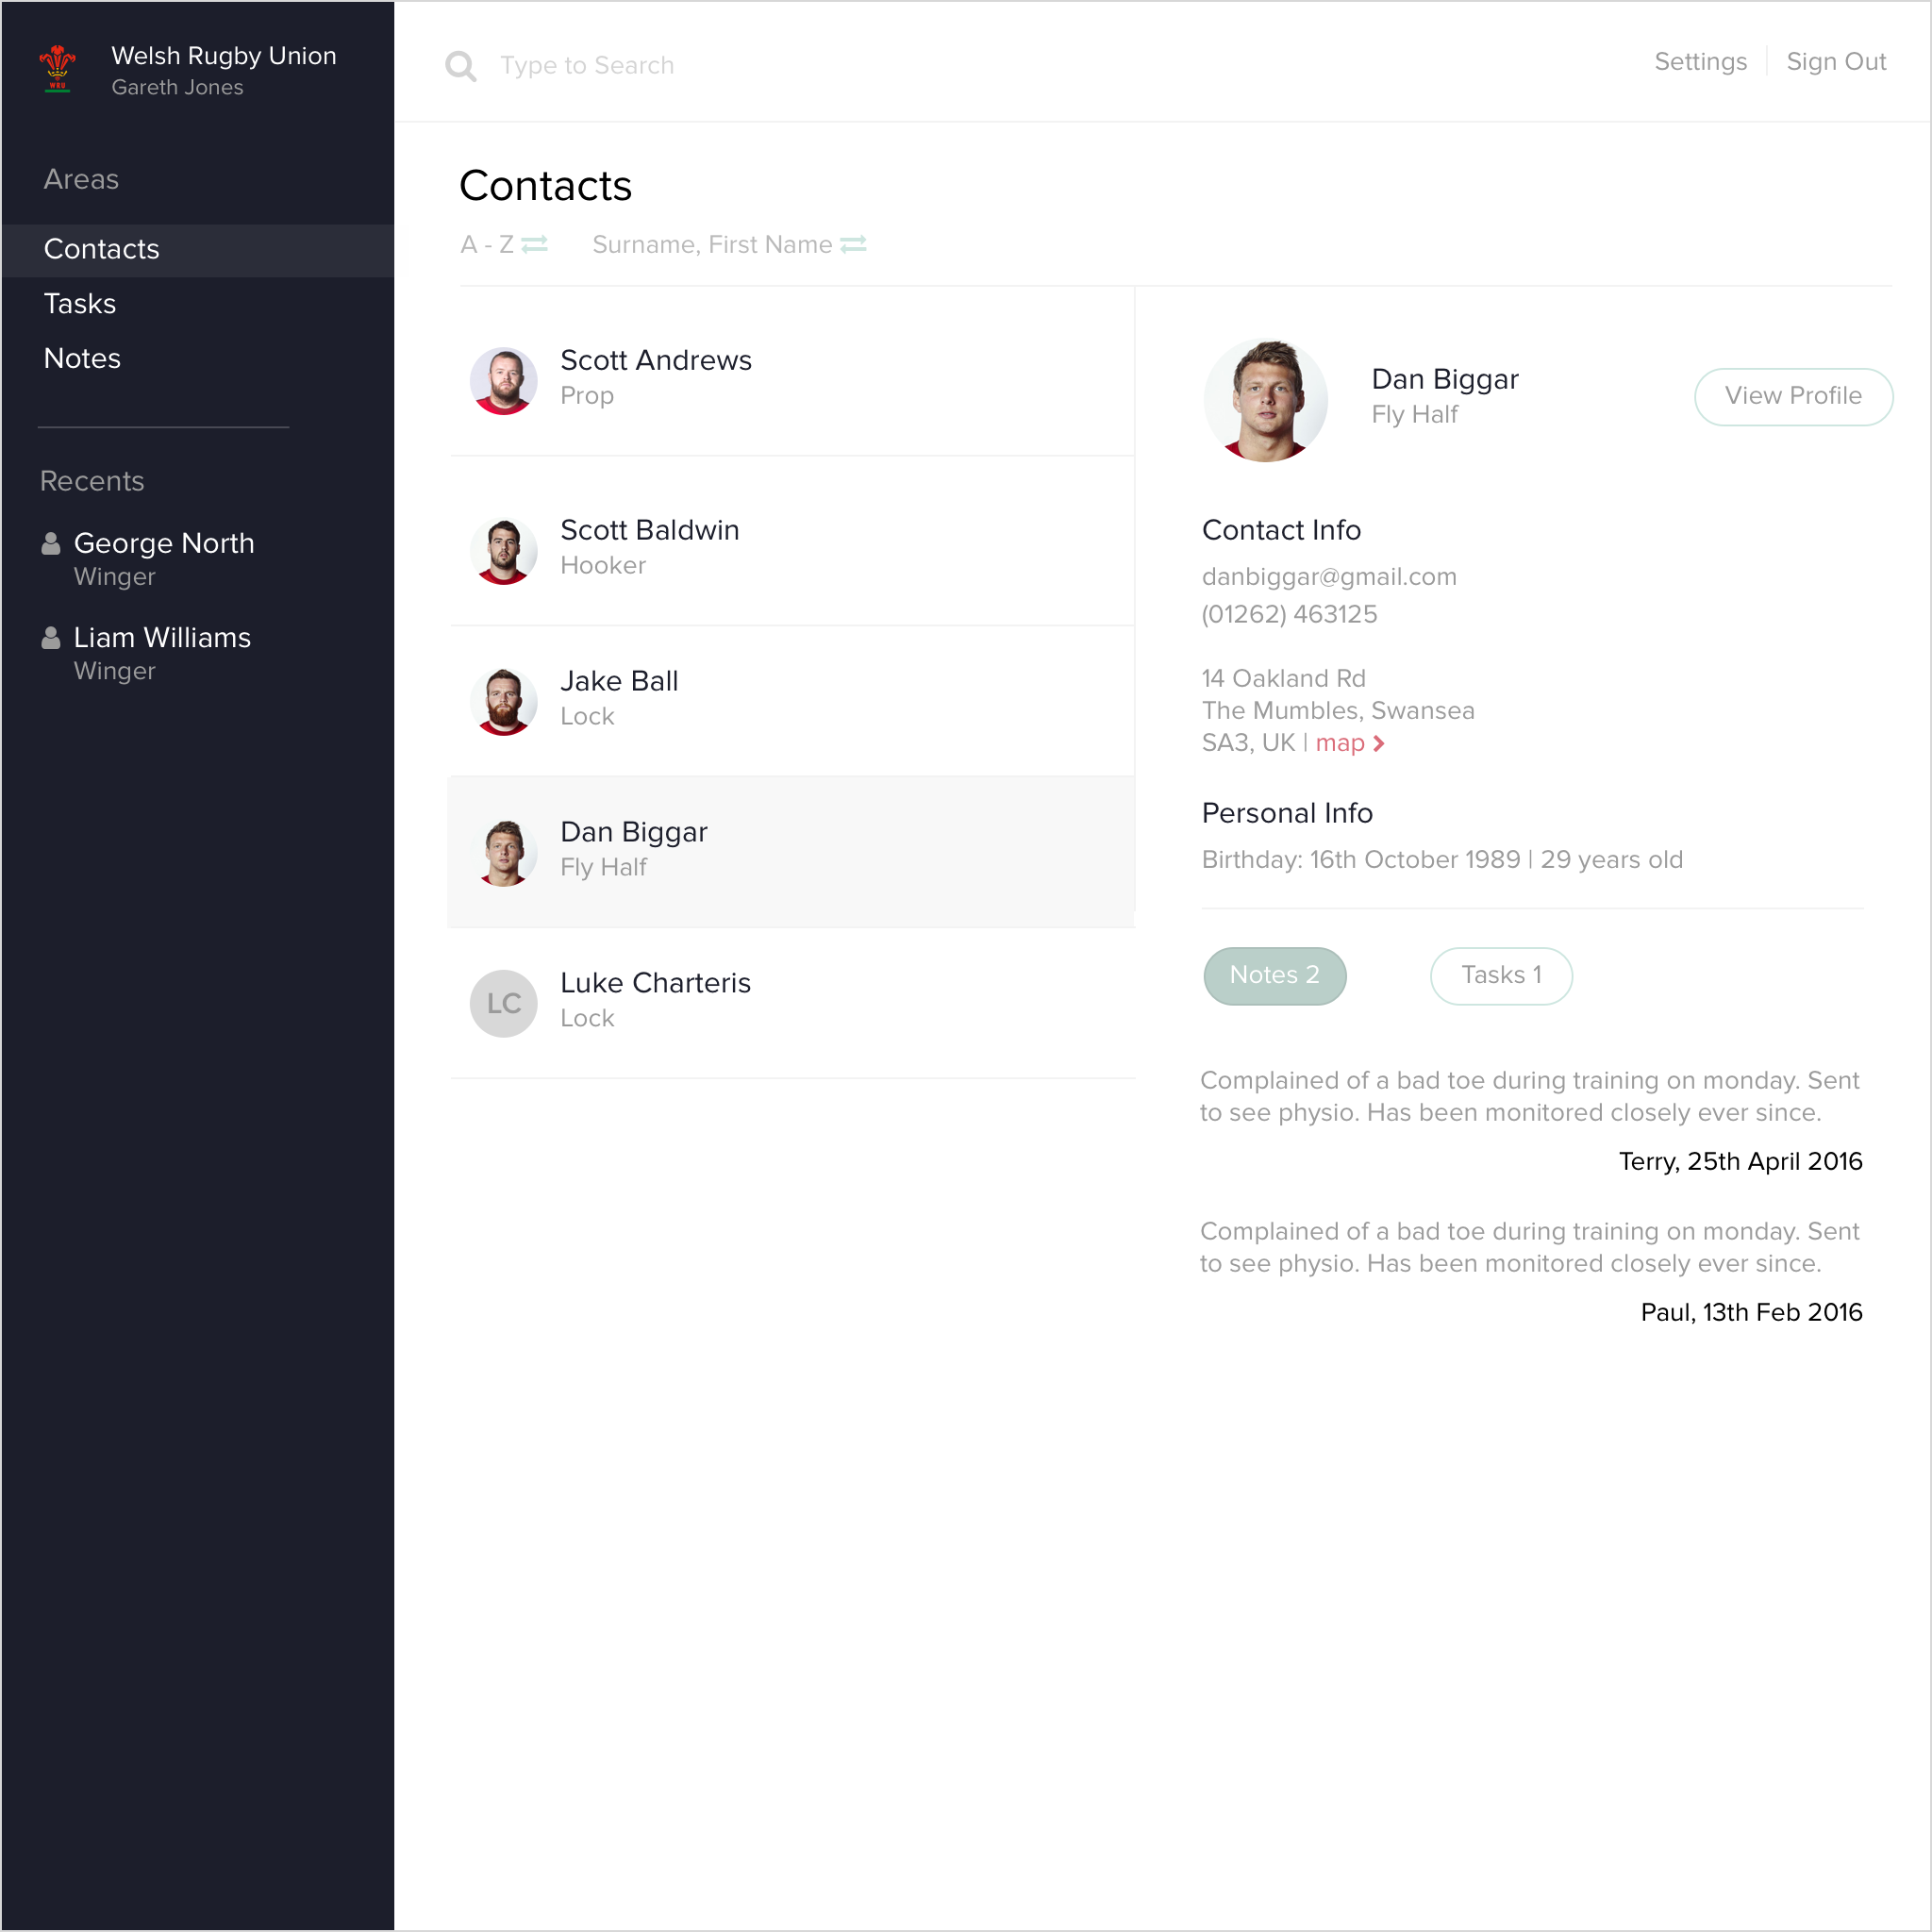 WRU
Welsh Rugby Union
Gareth Jones
Areas
Contacts
Tasks
Notes
Recents
George North
Winger
Liam Williams
Winger
Type to Search
Settings
Sign Out
Contacts
A - Z
Surname, First Name
Scott Andrews
Prop
Scott Baldwin
Hooker
Jake Ball
Lock
Dan Biggar
Fly Half
LC
Luke Charteris
Lock
Dan Biggar
Fly Half
View Profile
Contact Info
danbiggar@gmail.com
(01262) 463125
14 Oakland Rd
The Mumbles, Swansea
SA3, UK | map
Personal Info
Birthday: 16th October 1989 | 29 years old
Notes 2
Tasks 1
Complained of a bad toe during training on monday. Sent
to see physio. Has been monitored closely ever since.
Terry, 25th April 2016
Complained of a bad toe during training on monday. Sent
to see physio. Has been monitored closely ever since.
Paul, 13th Feb 2016